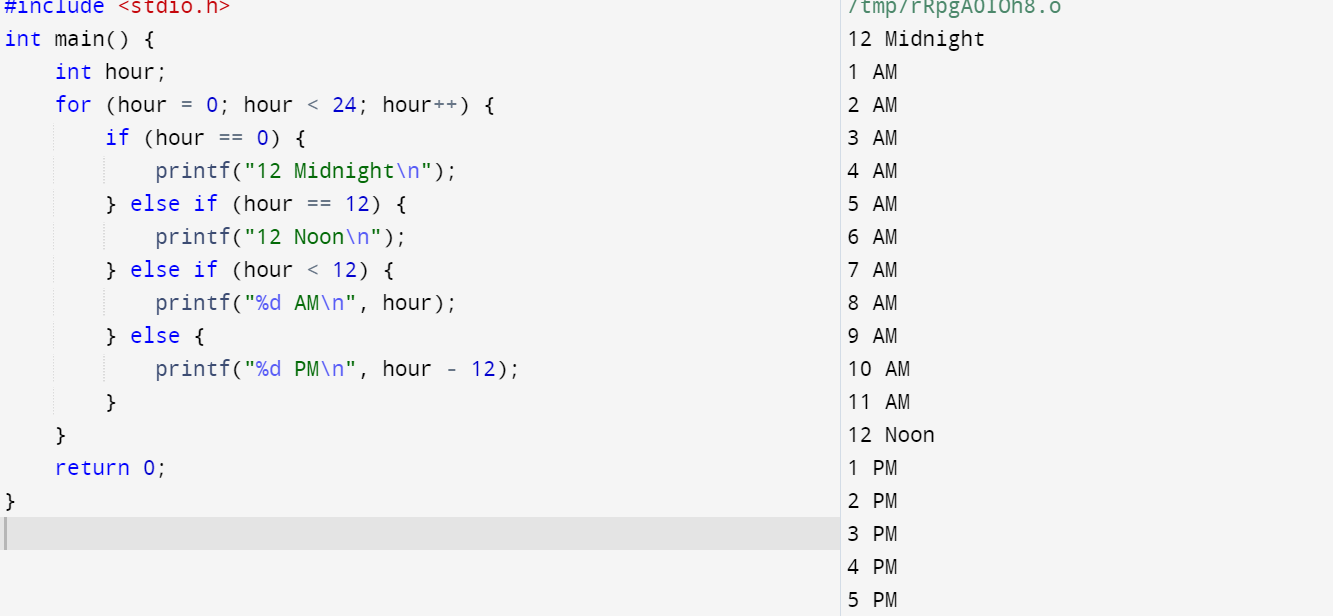 #include <stdio.h>
int main() {
    int hour;
    for (hour = 0; hour < 24; hour++) {
        if (hour == 0) {
            printf("12 Midnight\n");
        } else if (hour == 12) {
            printf("12 Noon\n");
        } else if (hour < 12) {
            printf("%d AM\n", hour);
        } else {
            printf("%d PM\n", hour - 12);
        }
    }
    return 0;
}
12 Midnight
1 AM
2 AM
3 AM
4 AM
5 AM
6 AM
7 AM
8 AM
9 AM
10 AM
11 AM
12 Noon
1 PM
2 PM
3 PM
4 PM
5 PM